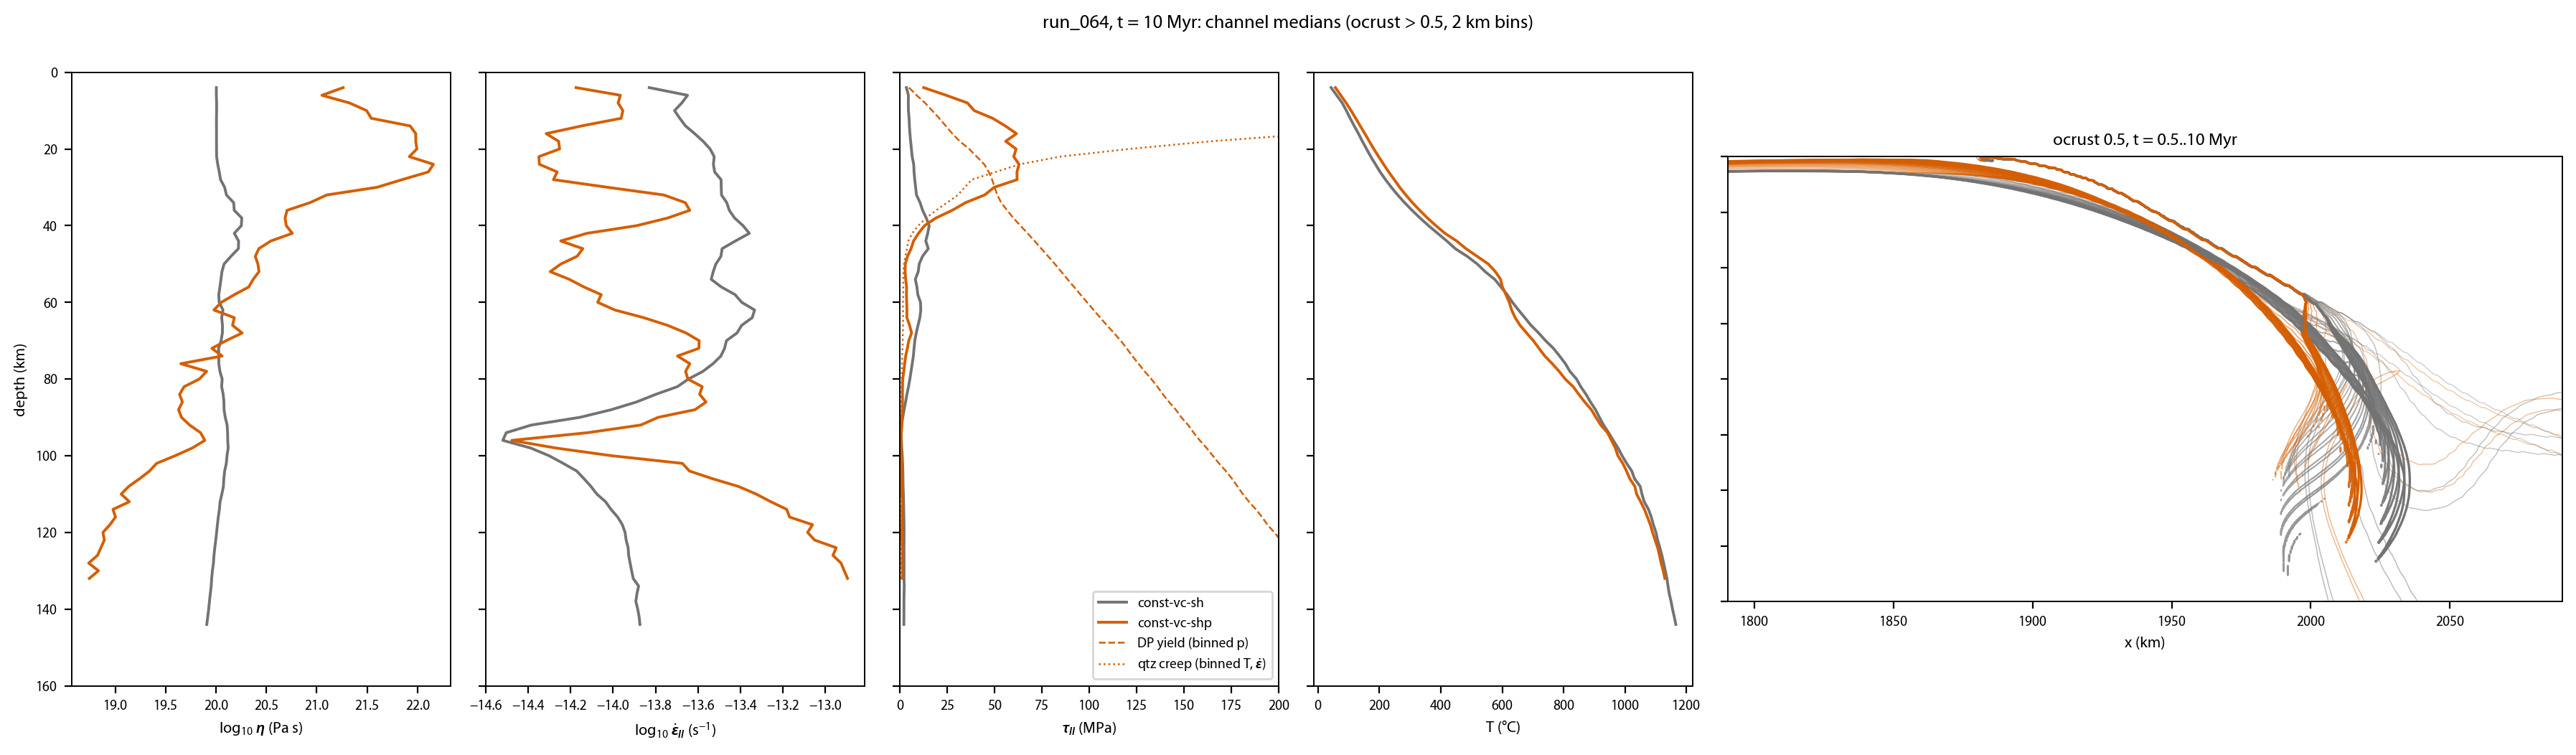 run_064, t = 10 Myr: channel medians (ocrust > 0.5, 2 km bins)
ocrust 0.5, t = 0.5..10 Myr
depth (km)
0
20
40
60
80
100
120
140
160
19.0 19.5 20.0 20.5 21.0 21.5 22.0
log₁₀ η (Pa s)
−14.6 −14.4 −14.2 −14.0 −13.8 −13.6 −13.4 −13.2 −13.0
log₁₀ ε̇II (s⁻¹)
const-vc-sh
const-vc-shp
DP yield (binned p)
qtz creep (binned T, ε̇)
0 25 50 75 100 125 150 175 200
τII (MPa)
0 200 400 600 800 1000 1200
T (°C)
1800 1850 1900 1950 2000 2050
x (km)